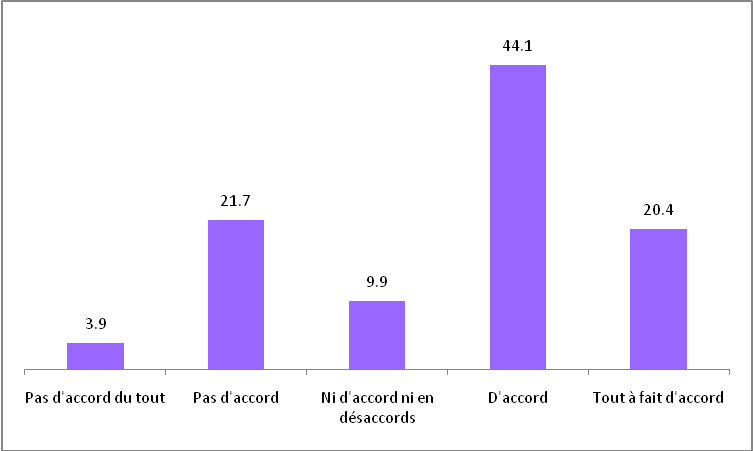 44.1
21.7
20.4
9.9
3.9
Pas d'accord du tout
Pas d'accord
Ni d'accord ni en
désaccords
D'accord
Tout à fait d'accord